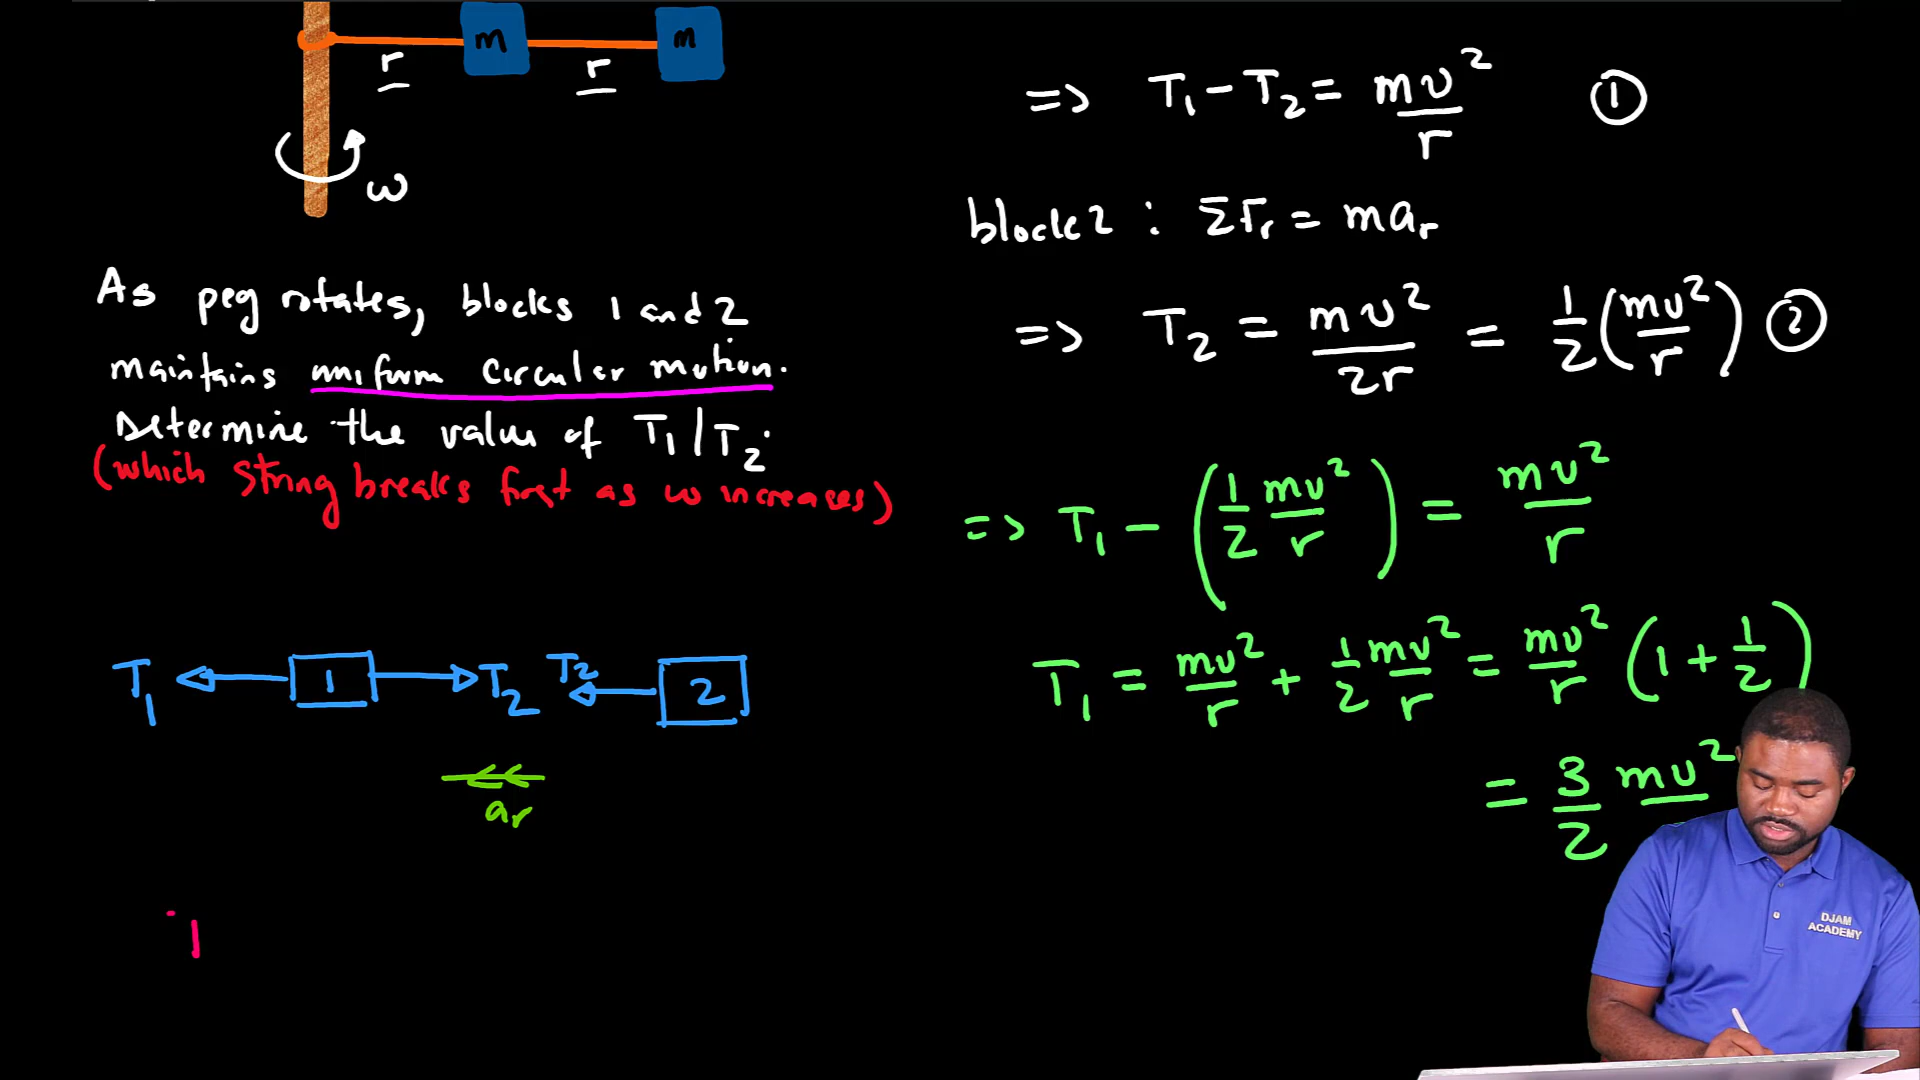 m
m
r
r
ω
As peg rotates, blocks 1 and 2
maintains uniform circular motion.
Determine the value of T₁/T₂.
(which string breaks first as ω increases)
T₁
1
T₂
T₂
2
aᵣ
=> T₁ - T₂ = mv²/r ①
block 2 : ΣFᵣ = maᵣ
=> T₂ = mv²/2r = 1/2 (mv²/r) ②
=> T₁ - (1/2 mv²/r) = mv²/r
T₁ = mv²/r + 1/2 mv²/r = mv²/r (1 + 1/2)
= 3/2 mv²
DJAM
ACADEMY